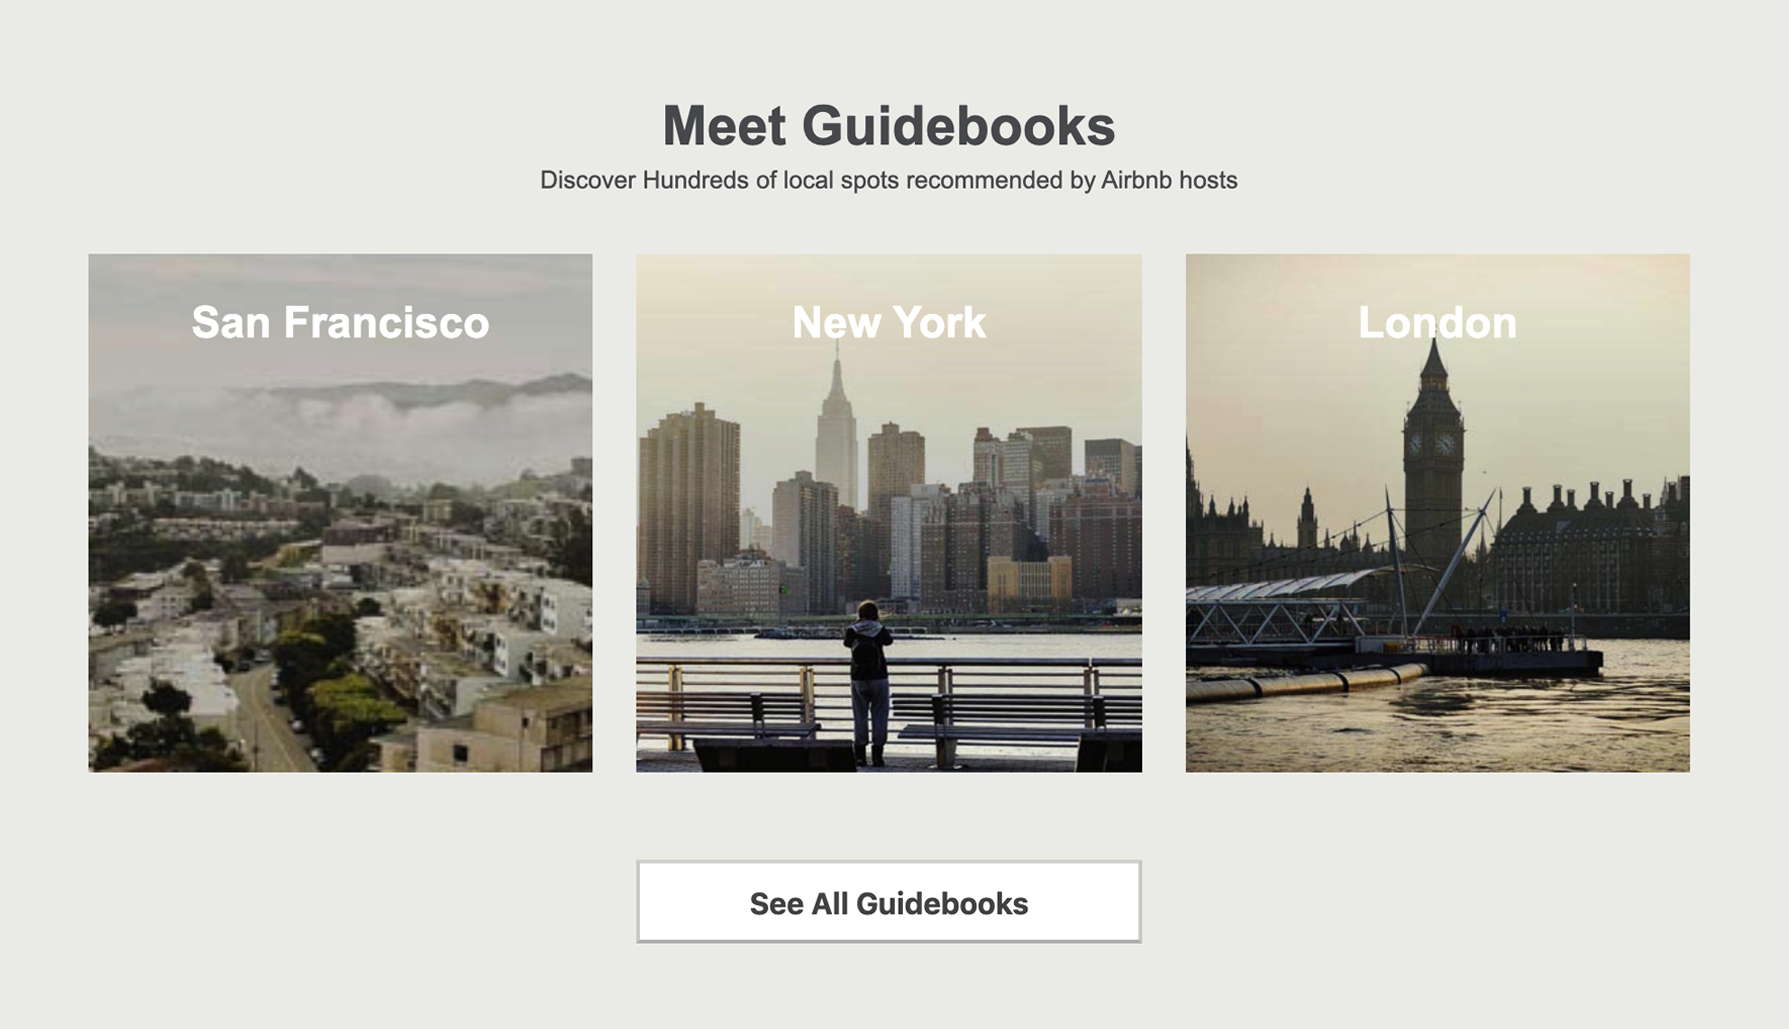 Meet Guidebooks
Discover Hundreds of local spots recommended by Airbnb hosts
San Francisco
New York
London
See All Guidebooks